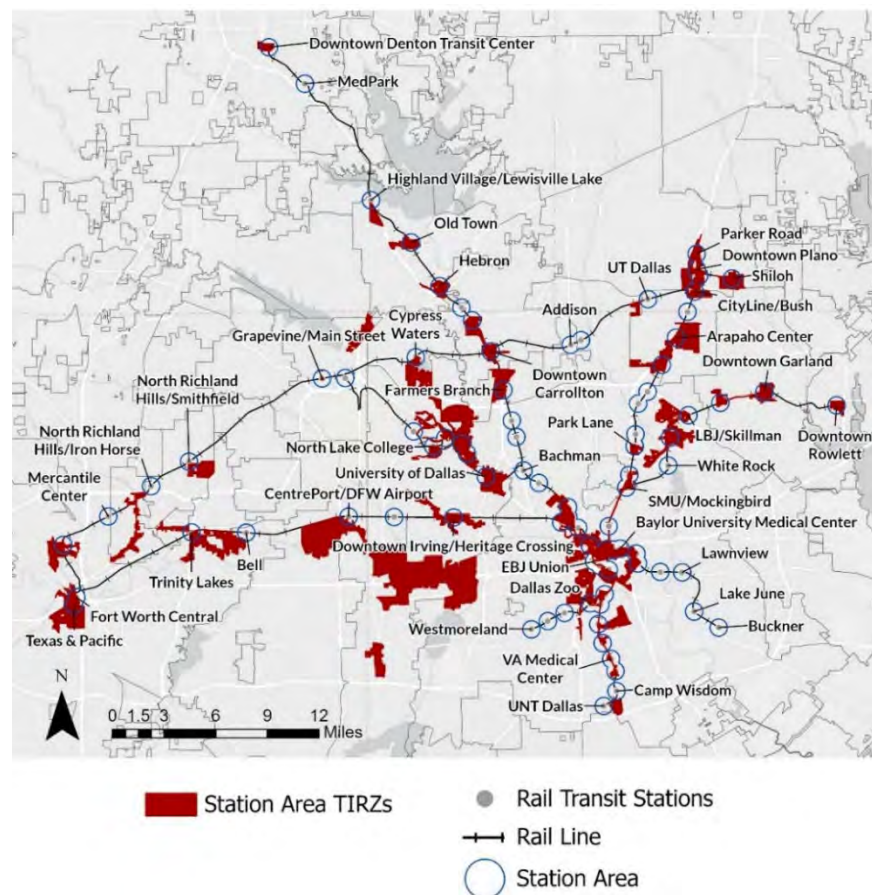 Downtown Denton Transit Center
MedPark
Highland Village/Lewisville Lake
Old Town
Parker Road
Downtown Plano
Hebron
UT Dallas
Shiloh
Cypress
Waters
Addison
CityLine/Bush
Grapevine/Main Street
Arapaho Center
North Richland
Hills/Smithfield
Farmers Branch
Downtown
Carrollton
Downtown Garland
North Richland
Hills/Iron Horse
North Lake College
Park Lane
LBJ/Skillman
Downtown
Rowlett
Mercantile
Center
University of Dallas
Bachman
White Rock
CentrePort/DFW Airport
SMU/Mockingbird
Baylor University Medical Center
Downtown Irving/Heritage Crossing
Trinity Lakes
Bell
EBJ Union
Lawnview
Dallas Zoo
Fort Worth Central
Lake June
Texas & Pacific
Westmoreland
Buckner
VA Medical
Center
N
Camp Wisdom
UNT Dallas
0 1.5 3 6 9 12
Miles
Station Area TIRZs
Rail Transit Stations
Rail Line
Station Area